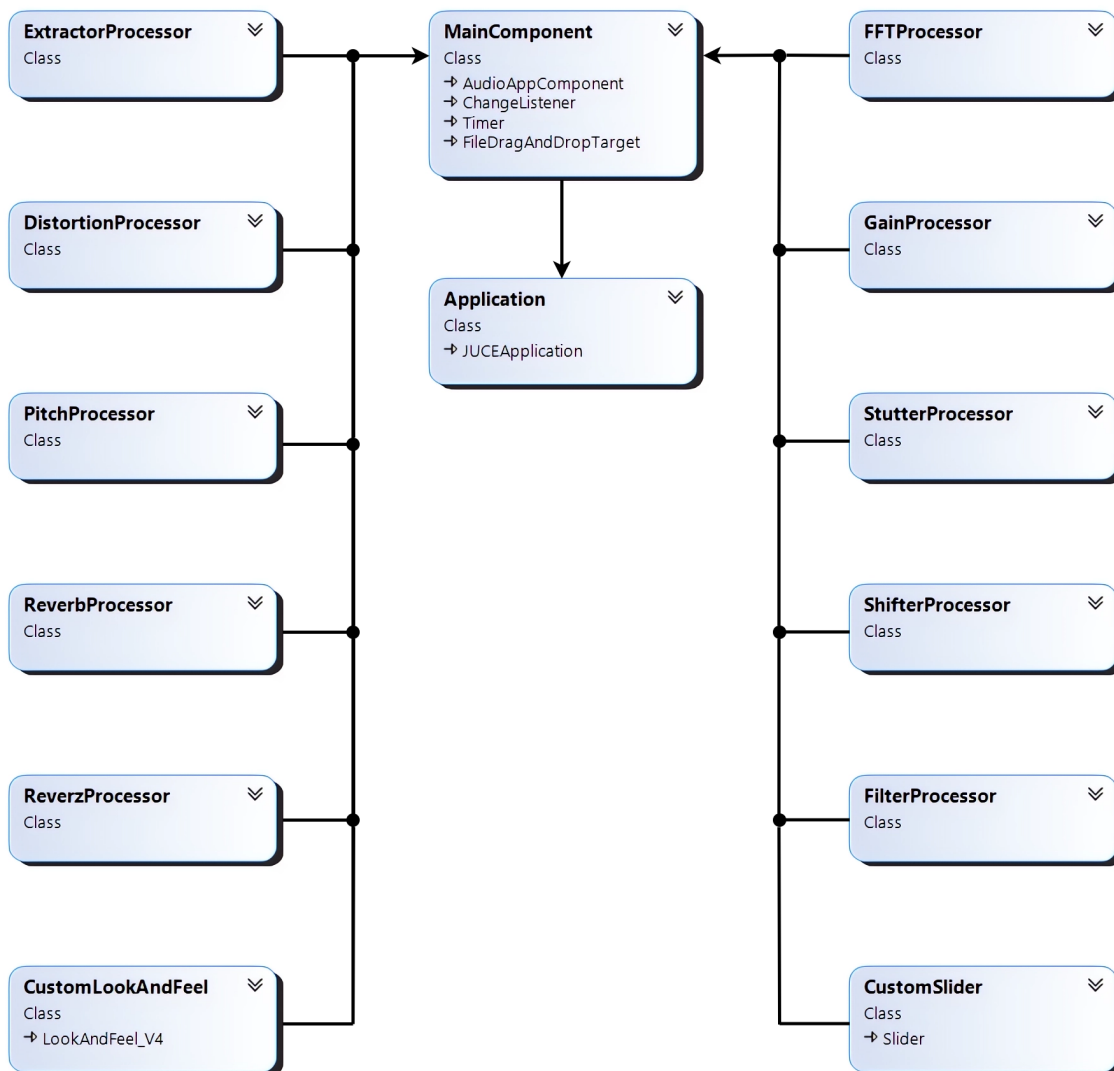 ExtractorProcessor
Class
MainComponent
Class
AudioAppComponent
ChangeListener
Timer
FileDragAndDropTarget
FFTProcessor
Class
DistortionProcessor
Class
GainProcessor
Class
Application
Class
JUCEApplication
PitchProcessor
Class
StutterProcessor
Class
ReverbProcessor
Class
ShifterProcessor
Class
ReverzProcessor
Class
FilterProcessor
Class
CustomLookAndFeel
Class
LookAndFeel_V4
CustomSlider
Class
Slider